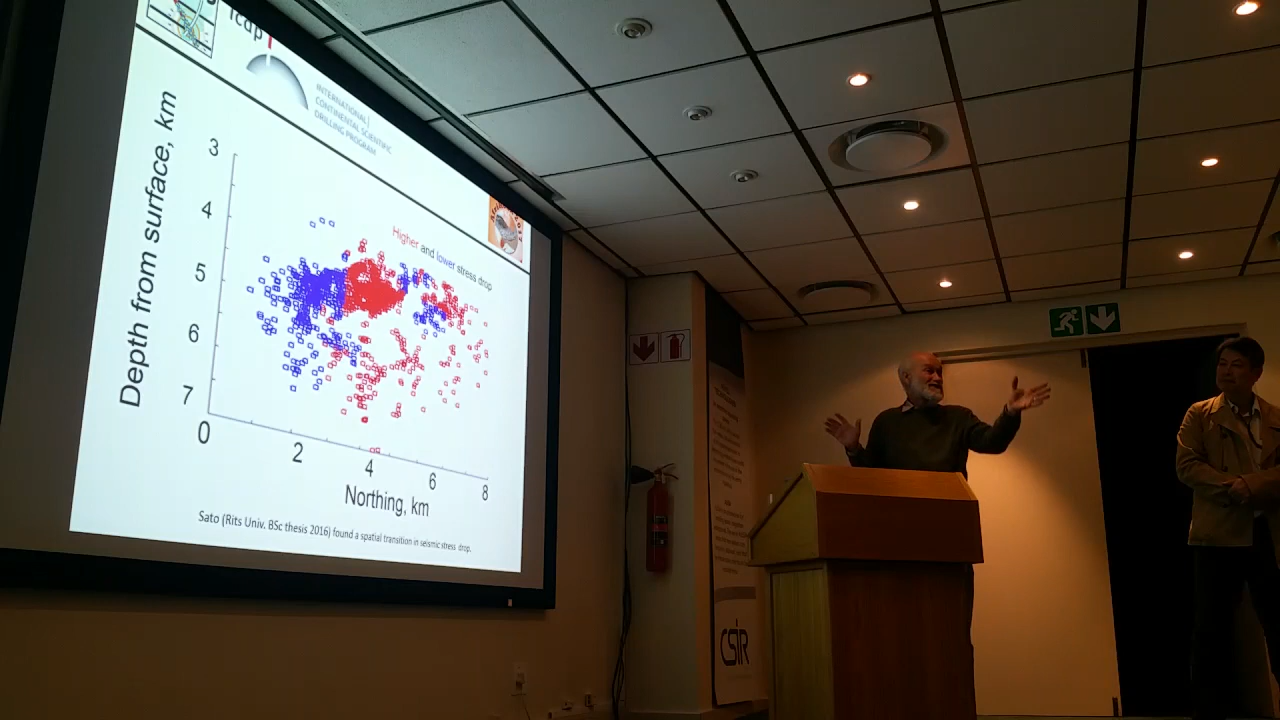 INTERNATIONAL
CONTINENTAL SCIENTIFIC
DRILLING PROGRAM
Depth from surface, km
3
4
5
6
7
Higher and lower stress drop
0
2
4
6
8
Northing, km
Sato (Rits Univ. BSc thesis 2016) found a spatial transition in seismic stress drop.
CSIR